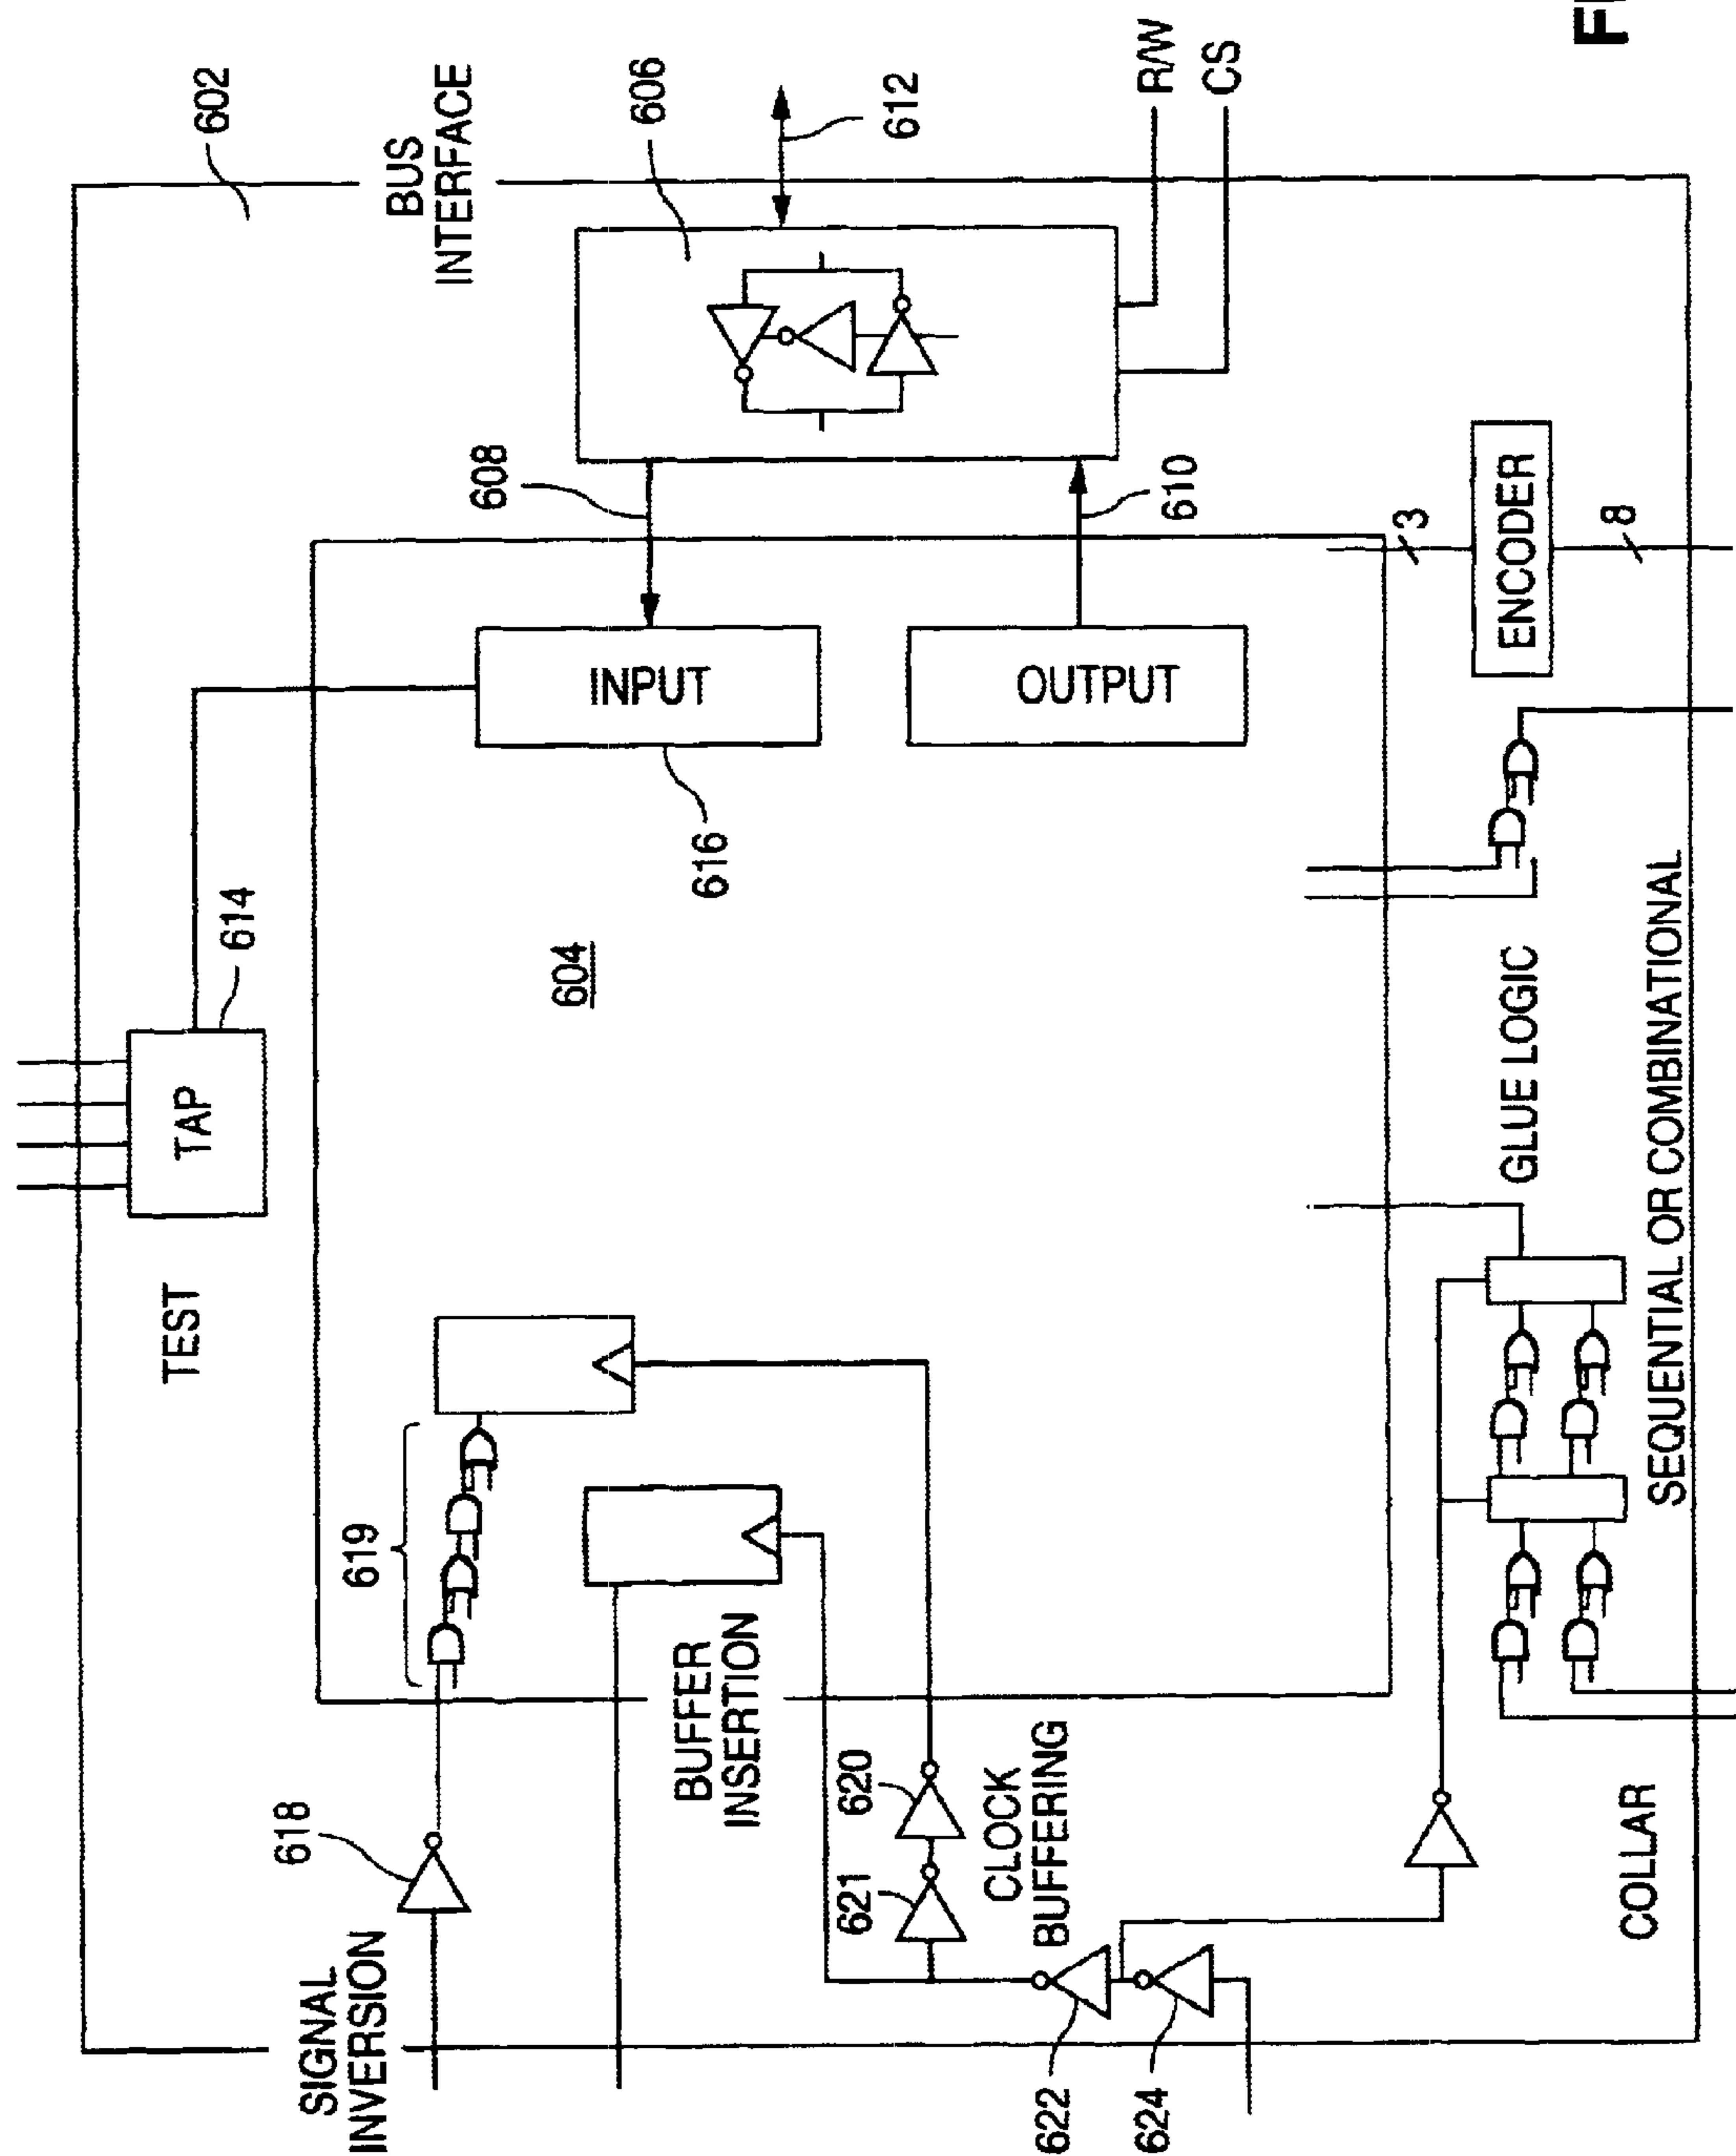 TEST
TAP
602
614
618
SIGNAL
INVERSION
619
BUS
INTERFACE
608
604
606
INPUT
616
BUFFER
INSERTION
621
620
612
CLOCK
BUFFERING
622
OUTPUT
624
610
R/W
CS
3
GLUE LOGIC
ENCODER
8
COLLAR
SEQUENTIAL OR COMBINATIONAL